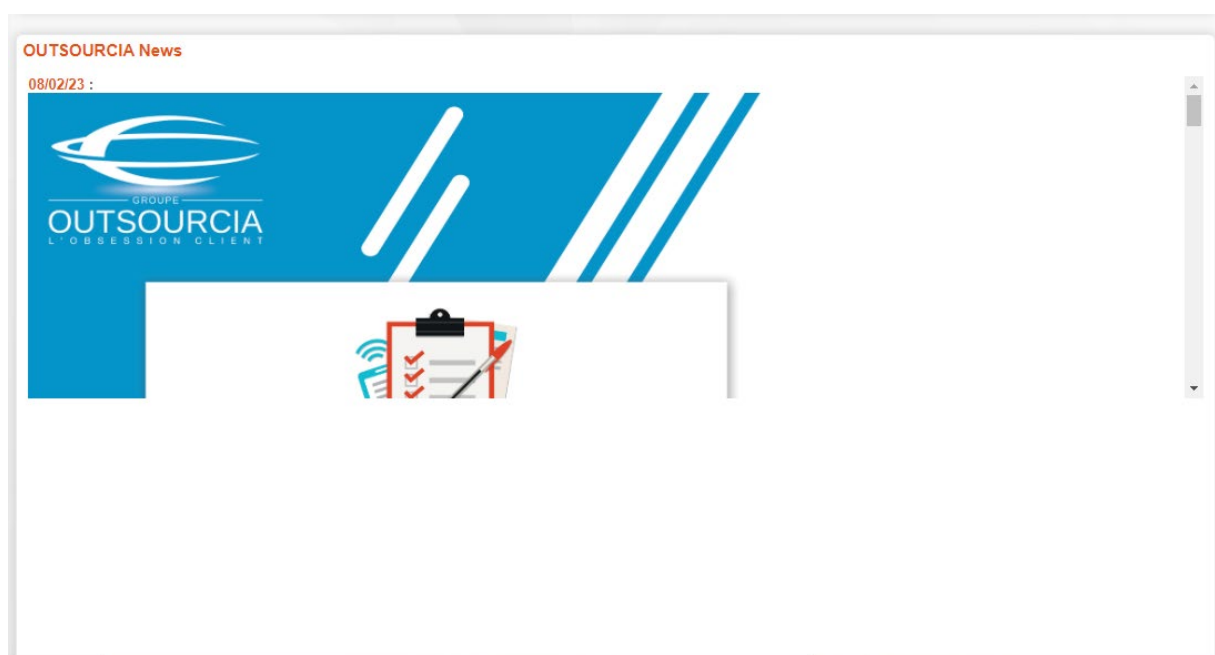 OUTSOURCIA News
08/02/23 :
GROUPE
OUTSOURCIA
L'OBSESSION CLIENT